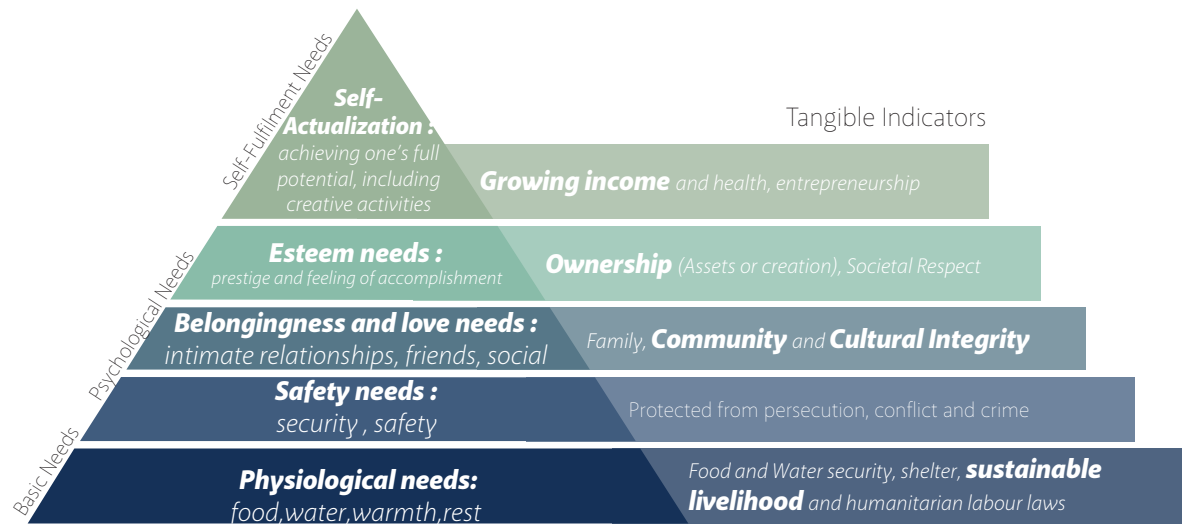 Self-Fulfilment Needs
Psychological Needs
Basic Needs
Tangible Indicators
Self-
Actualization :
achieving one's full
potential, including
creative activities
Growing income and health, entrepreneurship
Esteem needs :
prestige and feeling of accomplishment
Ownership (Assets or creation), Societal Respect
Belongingness and love needs :
intimate relationships, friends, social
Family, Community and Cultural Integrity
Safety needs :
security , safety
Protected from persecution, conflict and crime
Physiological needs:
food,water,warmth,rest
Food and Water security, shelter, sustainable
livelihood and humanitarian labour laws